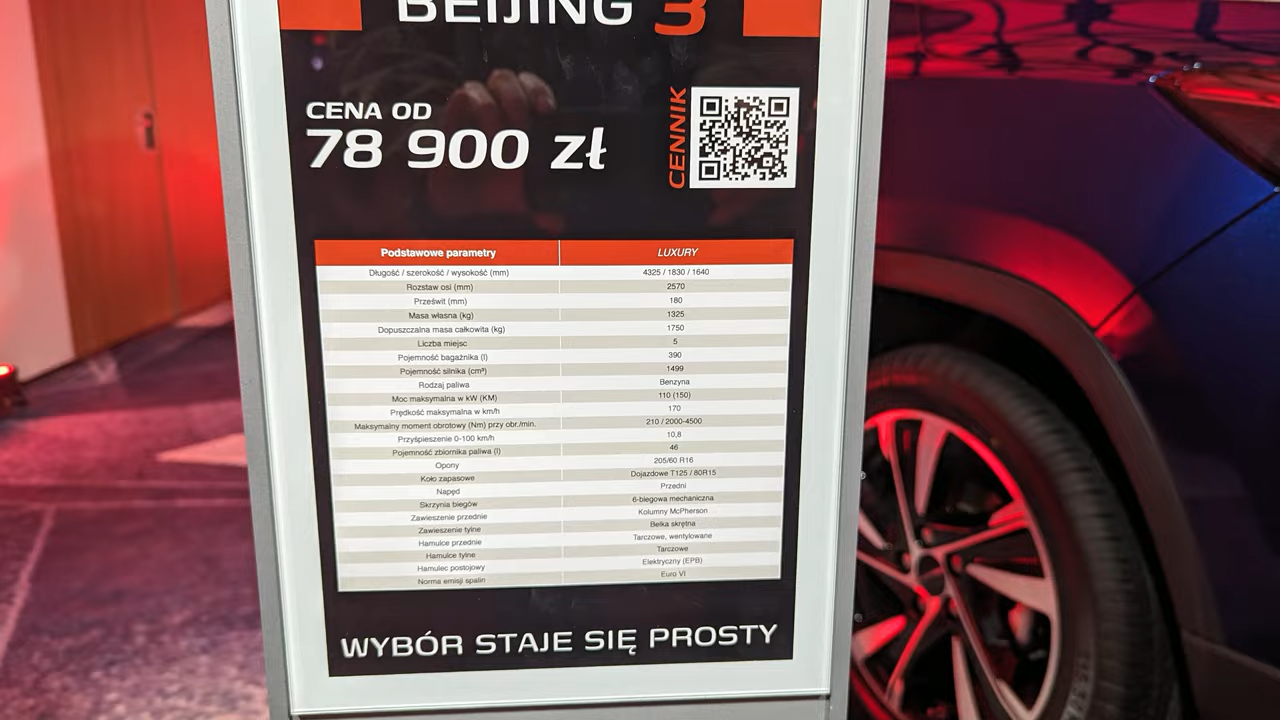 BEIJING 3
CENA OD
78 900 zł
CENNIK
Podstawowe parametry LUXURY
Długość / szerokość / wysokość (mm) 4325 / 1830 / 1640
Rozstaw osi (mm) 2570
Prześwit (mm) 180
Masa własna (kg) 1325
Dopuszczalna masa całkowita (kg) 1750
Liczba miejsc 5
Pojemność bagażnika (l) 390
Pojemność silnika (cm³) 1499
Rodzaj paliwa Benzyna
Moc maksymalna w kW (KM) 110 (150)
Prędkość maksymalna w km/h 170
Maksymalny moment obrotowy (Nm) przy obr./min. 210 / 2000-4500
Przyśpieszenie 0-100 km/h 10,8
Pojemność zbiornika paliwa (l) 46
Opony 205/60 R16
Koło zapasowe Dojazdowe T125 / 80R15
Napęd Przedni
Skrzynia biegów 6-biegowa mechaniczna
Zawieszenie przednie Kolumny McPherson
Zawieszenie tylne Belka skrętna
Hamulce przednie Tarczowe, wentylowane
Hamulce tylne Tarczowe
Hamulec postojowy Elektryczny (EPB)
Norma emisji spalin Euro VI
WYBÓR STAJE SIĘ PROSTY